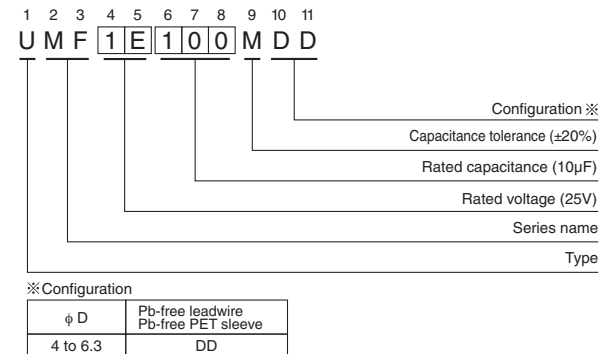 1 2 3 4 5 6 7 8 9 10 11
U M F 1 E 1 0 0 M D D
Configuration ※
Capacitance tolerance (±20%)
Rated capacitance (10µF)
Rated voltage (25V)
Series name
Type
※Configuration
ϕ D
Pb-free leadwire
Pb-free PET sleeve
4 to 6.3 DD